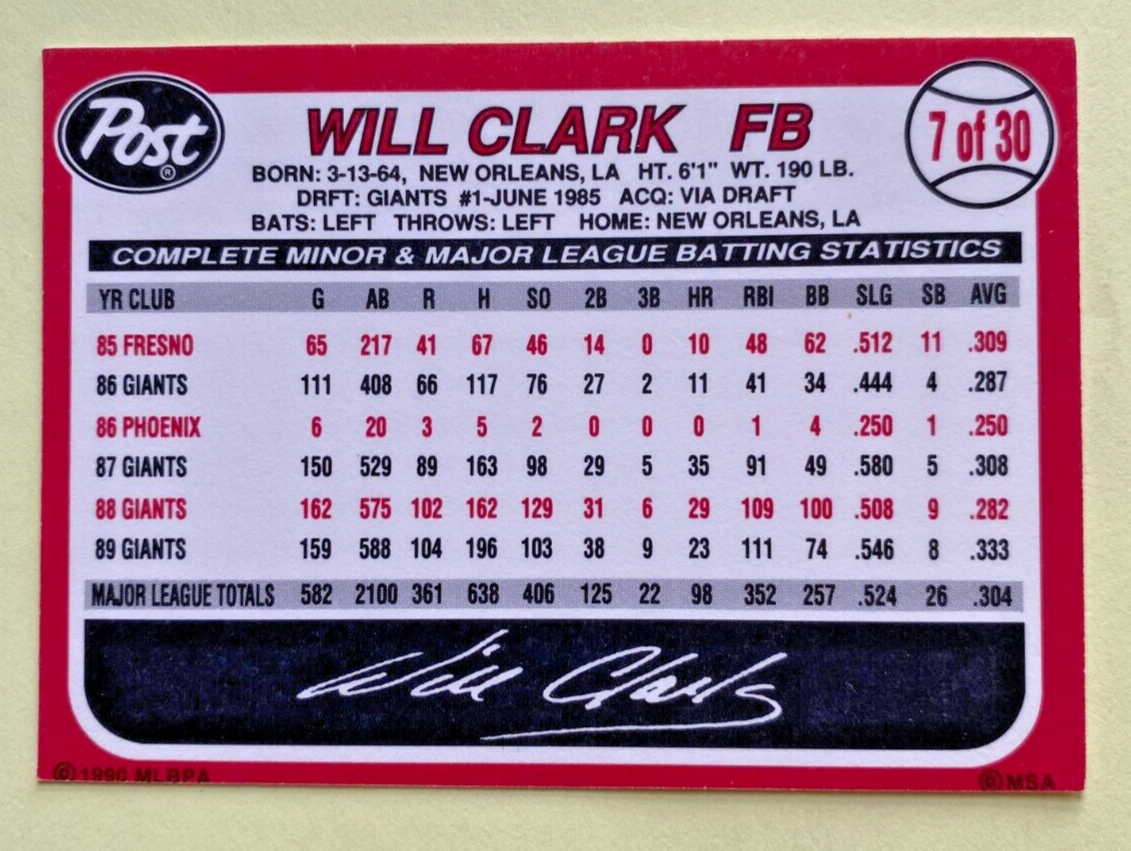 Post ®
WILL CLARK FB
7 of 30
BORN: 3-13-64, NEW ORLEANS, LA HT. 6'1" WT. 190 LB.
DRFT: GIANTS #1-JUNE 1985 ACQ: VIA DRAFT
BATS: LEFT THROWS: LEFT HOME: NEW ORLEANS, LA
COMPLETE MINOR & MAJOR LEAGUE BATTING STATISTICS
YR CLUB G AB R H SO 2B 3B HR RBI BB SLG SB AVG
85 FRESNO 65 217 41 67 46 14 0 10 48 62 .512 11 .309
86 GIANTS 111 408 66 117 76 27 2 11 41 34 .444 4 .287
86 PHOENIX 6 20 3 5 2 0 0 0 1 4 .250 1 .250
87 GIANTS 150 529 89 163 98 29 5 35 91 49 .580 5 .308
88 GIANTS 162 575 102 162 129 31 6 29 109 100 .508 9 .282
89 GIANTS 159 588 104 196 103 38 9 23 111 74 .546 8 .333
MAJOR LEAGUE TOTALS 582 2100 361 638 406 125 22 98 352 257 .524 26 .304
Will Clark
© 1990 MLBPA
© MSA